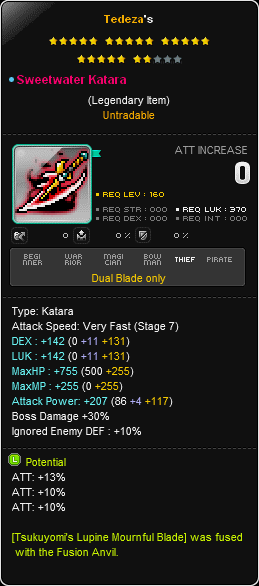 Tedeza's
Sweetwater Katara
(Legendary Item)
Untradable
ATT INCREASE
0
REQ LEV : 160
REQ STR : 000 REQ LUK : 370
REQ DEX : 000 REQ INT : 000
0 0 % 0 %
BEGINNER WARRIOR MAGICIAN BOWMAN THIEF PIRATE
Dual Blade only
Type: Katara
Attack Speed: Very Fast (Stage 7)
DEX : +142 (0 +11 +131)
LUK : +142 (0 +11 +131)
MaxHP : +755 (500 +255)
MaxMP : +255 (0 +255)
Attack Power: +207 (86 +4 +117)
Boss Damage +30%
Ignored Enemy DEF : +10%
L Potential
ATT: +13%
ATT: +10%
ATT: +10%
[Tsukuyomi's Lupine Mournful Blade] was fused
with the Fusion Anvil.